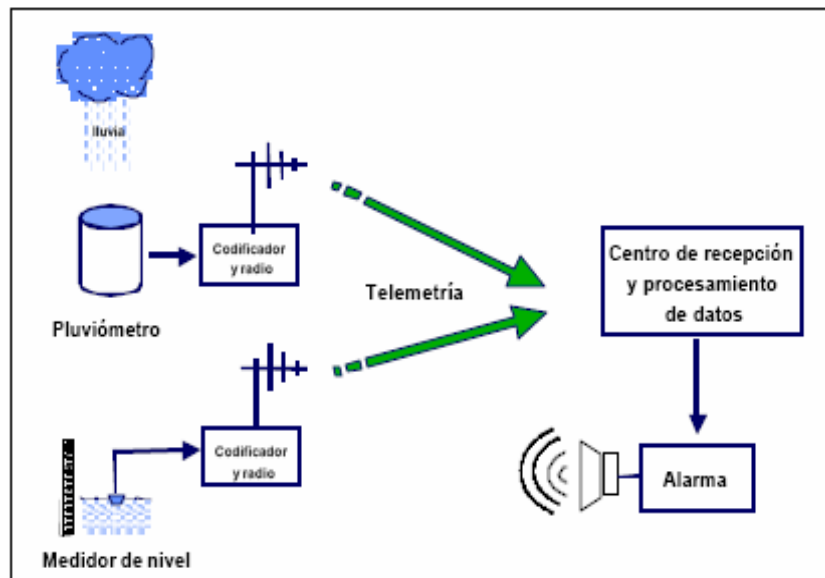 lluvia
Codificador
y radio
Pluviómetro
Telemetría
Centro de recepción
y procesamiento
de datos
Codificador
y radio
Medidor de nivel
Alarma